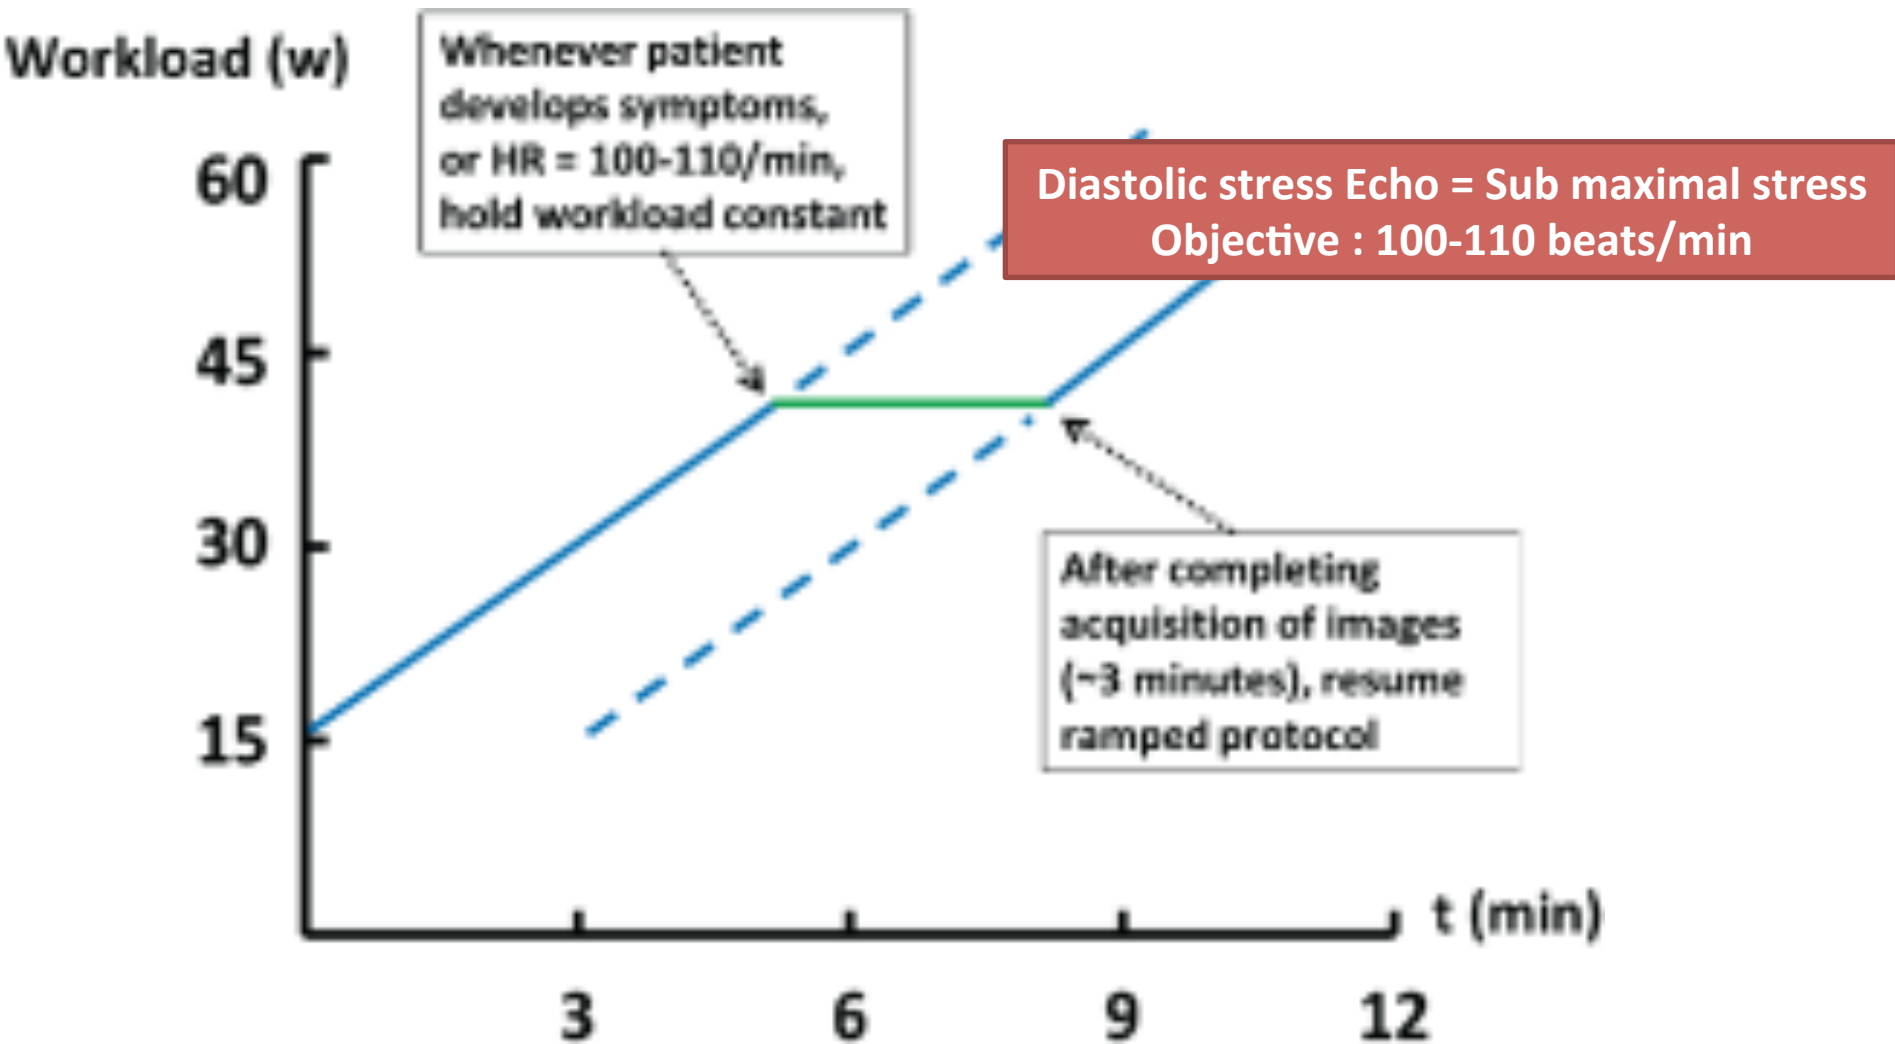 Workload (w)
Whenever patient
develops symptoms,
or HR = 100-110/min,
hold workload constant
Diastolic stress Echo = Sub maximal stress
Objective : 100-110 beats/min
60
45
30
15
After completing
acquisition of images
(~3 minutes), resume
ramped protocol
t (min)
3 6 9 12